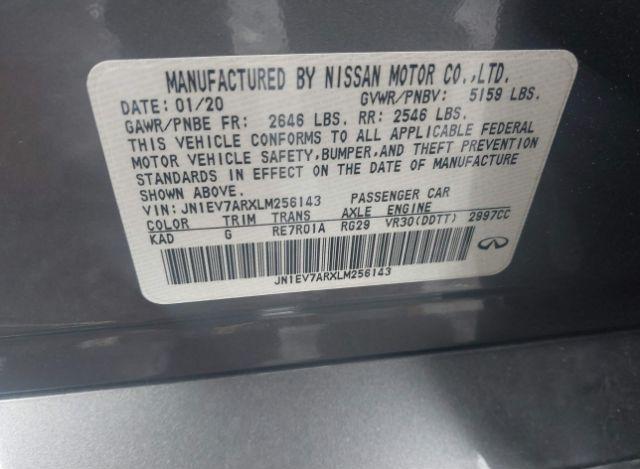 MANUFACTURED BY NISSAN MOTOR CO.,LTD.
DATE: 01/20 GVWR/PNBV: 5159 LBS.
GAWR/PNBE FR: 2646 LBS. RR: 2546 LBS.
THIS VEHICLE CONFORMS TO ALL APPLICABLE FEDERAL
MOTOR VEHICLE SAFETY,BUMPER,AND THEFT PREVENTION
STANDARDS IN EFFECT ON THE DATE OF MANUFACTURE
SHOWN ABOVE.
VIN: JN1EV7ARXLM256143 PASSENGER CAR
COLOR TRIM TRANS AXLE ENGINE
KAD G RE7R01A RG29 VR30(DDTT) 2997CC
JN1EV7ARXLM256143